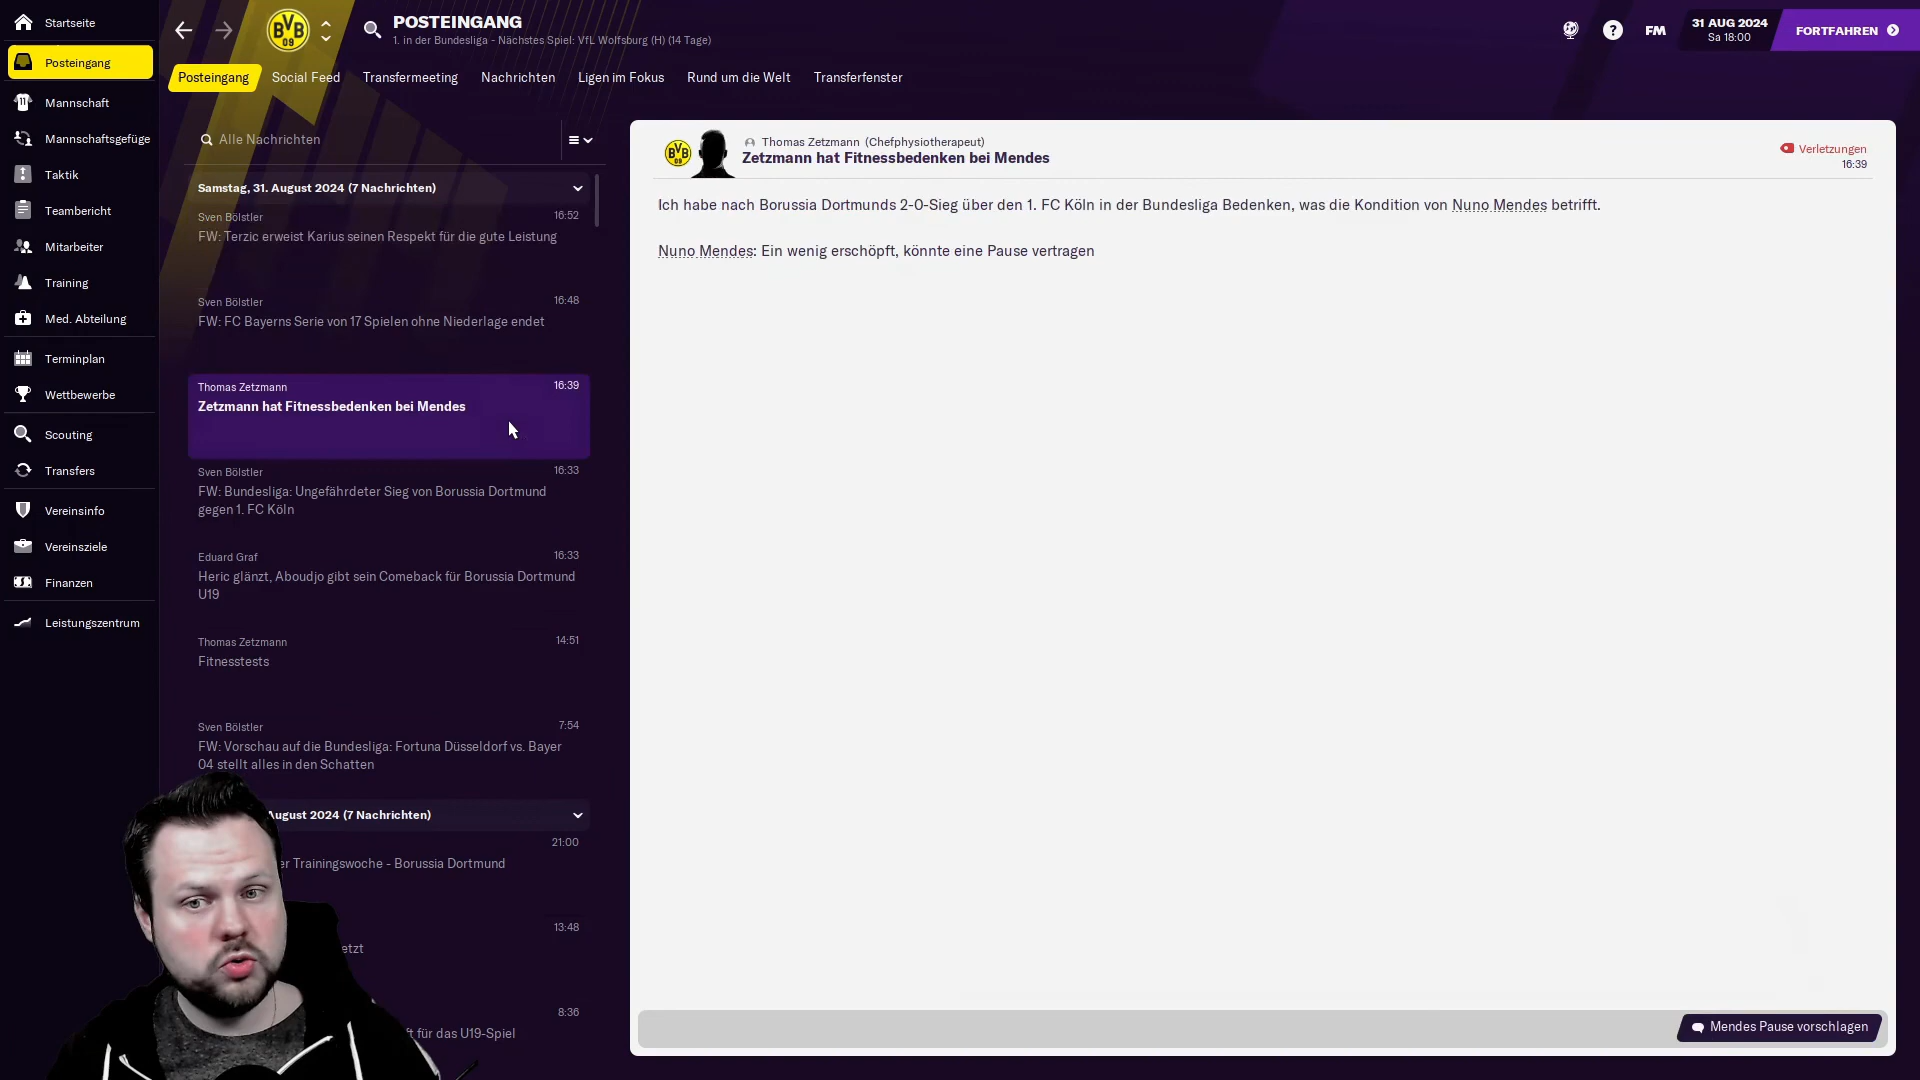 Startseite
Posteingang
Mannschaft
Mannschaftsgefüge
Taktik
Teambericht
Mitarbeiter
Training
Med. Abteilung
Terminplan
Wettbewerbe
Scouting
Transfers
Vereinsinfo
Vereinsziele
Finanzen
Leistungszentrum
BVB
09
POSTEINGANG
1. in der Bundesliga - Nächstes Spiel: VfL Wolfsburg (H) (14 Tage)
FM
31 AUG 2024
Sa 18:00
FORTFAHREN
Posteingang Social Feed Transfermeeting Nachrichten Ligen im Fokus Rund um die Welt Transferfenster
Alle Nachrichten
Samstag, 31. August 2024 (7 Nachrichten)
Sven Bölstler 16:52
FW: Terzic erweist Karius seinen Respekt für die gute Leistung
Sven Bölstler 16:48
FW: FC Bayerns Serie von 17 Spielen ohne Niederlage endet
Thomas Zetzmann 16:39
Zetzmann hat Fitnessbedenken bei Mendes
Sven Bölstler 16:33
FW: Bundesliga: Ungefährdeter Sieg von Borussia Dortmund
gegen 1. FC Köln
Eduard Graf 16:33
Heric glänzt, Aboudjo gibt sein Comeback für Borussia Dortmund
U19
Thomas Zetzmann 14:51
Fitnesstests
Sven Bölstler 7:54
FW: Vorschau auf die Bundesliga: Fortuna Düsseldorf vs. Bayer
04 stellt alles in den Schatten
August 2024 (7 Nachrichten)
21:00
er Trainingswoche - Borussia Dortmund
13:48
etzt
8:36
ft für das U19-Spiel
BVB
09
Thomas Zetzmann (Chefphysiotherapeut)
Zetzmann hat Fitnessbedenken bei Mendes
Verletzungen
16:39
Ich habe nach Borussia Dortmunds 2-0-Sieg über den 1. FC Köln in der Bundesliga Bedenken, was die Kondition von Nuno Mendes betrifft.
Nuno Mendes: Ein wenig erschöpft, könnte eine Pause vertragen
Mendes Pause vorschlagen